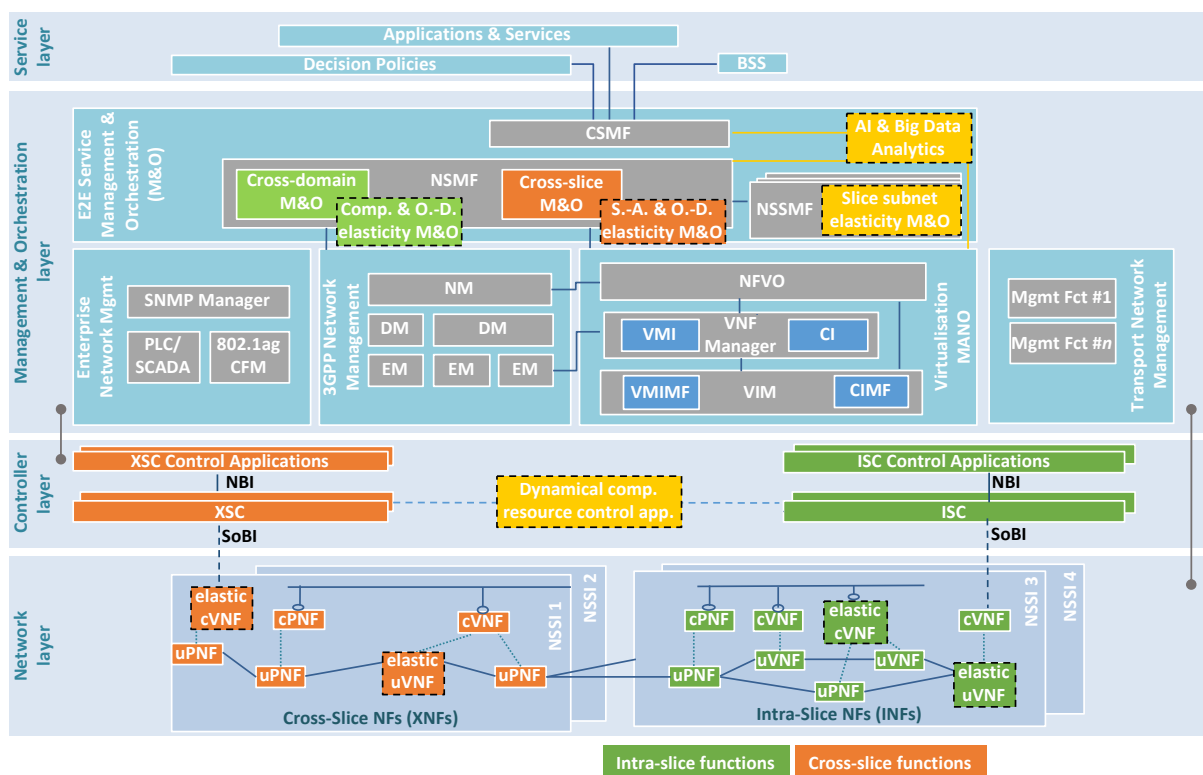 Service
layer
Applications & Services
Decision Policies
BSS
Management & Orchestration
layer
E2E Service
Management &
Orchestration
(M&O)
CSMF
AI & Big Data
Analytics
Cross-domain
M&O
NSMF
Cross-slice
M&O
Comp. & O.-D.
elasticity M&O
S.-A. & O.-D.
elasticity M&O
NSSMF
Slice subnet
elasticity M&O
Enterprise
Network Mgmt
SNMP Manager
PLC/
SCADA
802.1ag
CFM
3GPP Network
Management
NM
DM
DM
EM
EM
EM
NFVO
VMI
VNF
Manager
CI
VMIMF
VIM
CIMF
Virtualisation
MANO
Mgmt Fct #1
Mgmt Fct #n
Transport Network
Management
Controller
layer
XSC Control Applications
NBI
XSC
SoBI
Dynamical comp.
resource control app.
ISC Control Applications
NBI
ISC
SoBI
Network
layer
elastic
cVNF
cPNF
cVNF
uPNF
uPNF
elastic
uVNF
uPNF
NSSI 1
NSSI 2
Cross-Slice NFs (XNFs)
cPNF
cVNF
elastic
cVNF
cVNF
uPNF
uVNF
uVNF
uPNF
elastic
uVNF
NSSI 3
NSSI 4
Intra-Slice NFs (INFs)
Intra-slice functions
Cross-slice functions